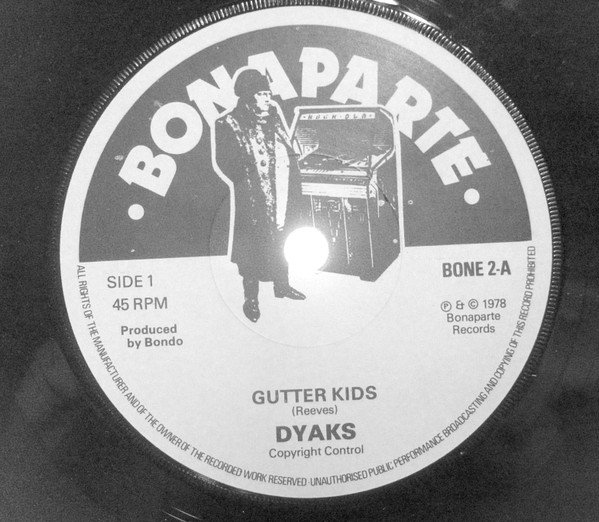 BONAPARTE
ROCK-OLA
SIDE 1
45 RPM
Produced
by Bondo
BONE 2-A
℗ & © 1978
Bonaparte
Records
GUTTER KIDS
(Reeves)
DYAKS
Copyright Control
ALL RIGHTS OF THE MANUFACTURER AND OF THE OWNER OF THE RECORDED WORK RESERVED · UNAUTHORISED PUBLIC PERFORMANCE BROADCASTING AND COPYING OF THIS RECORD PROHIBITED